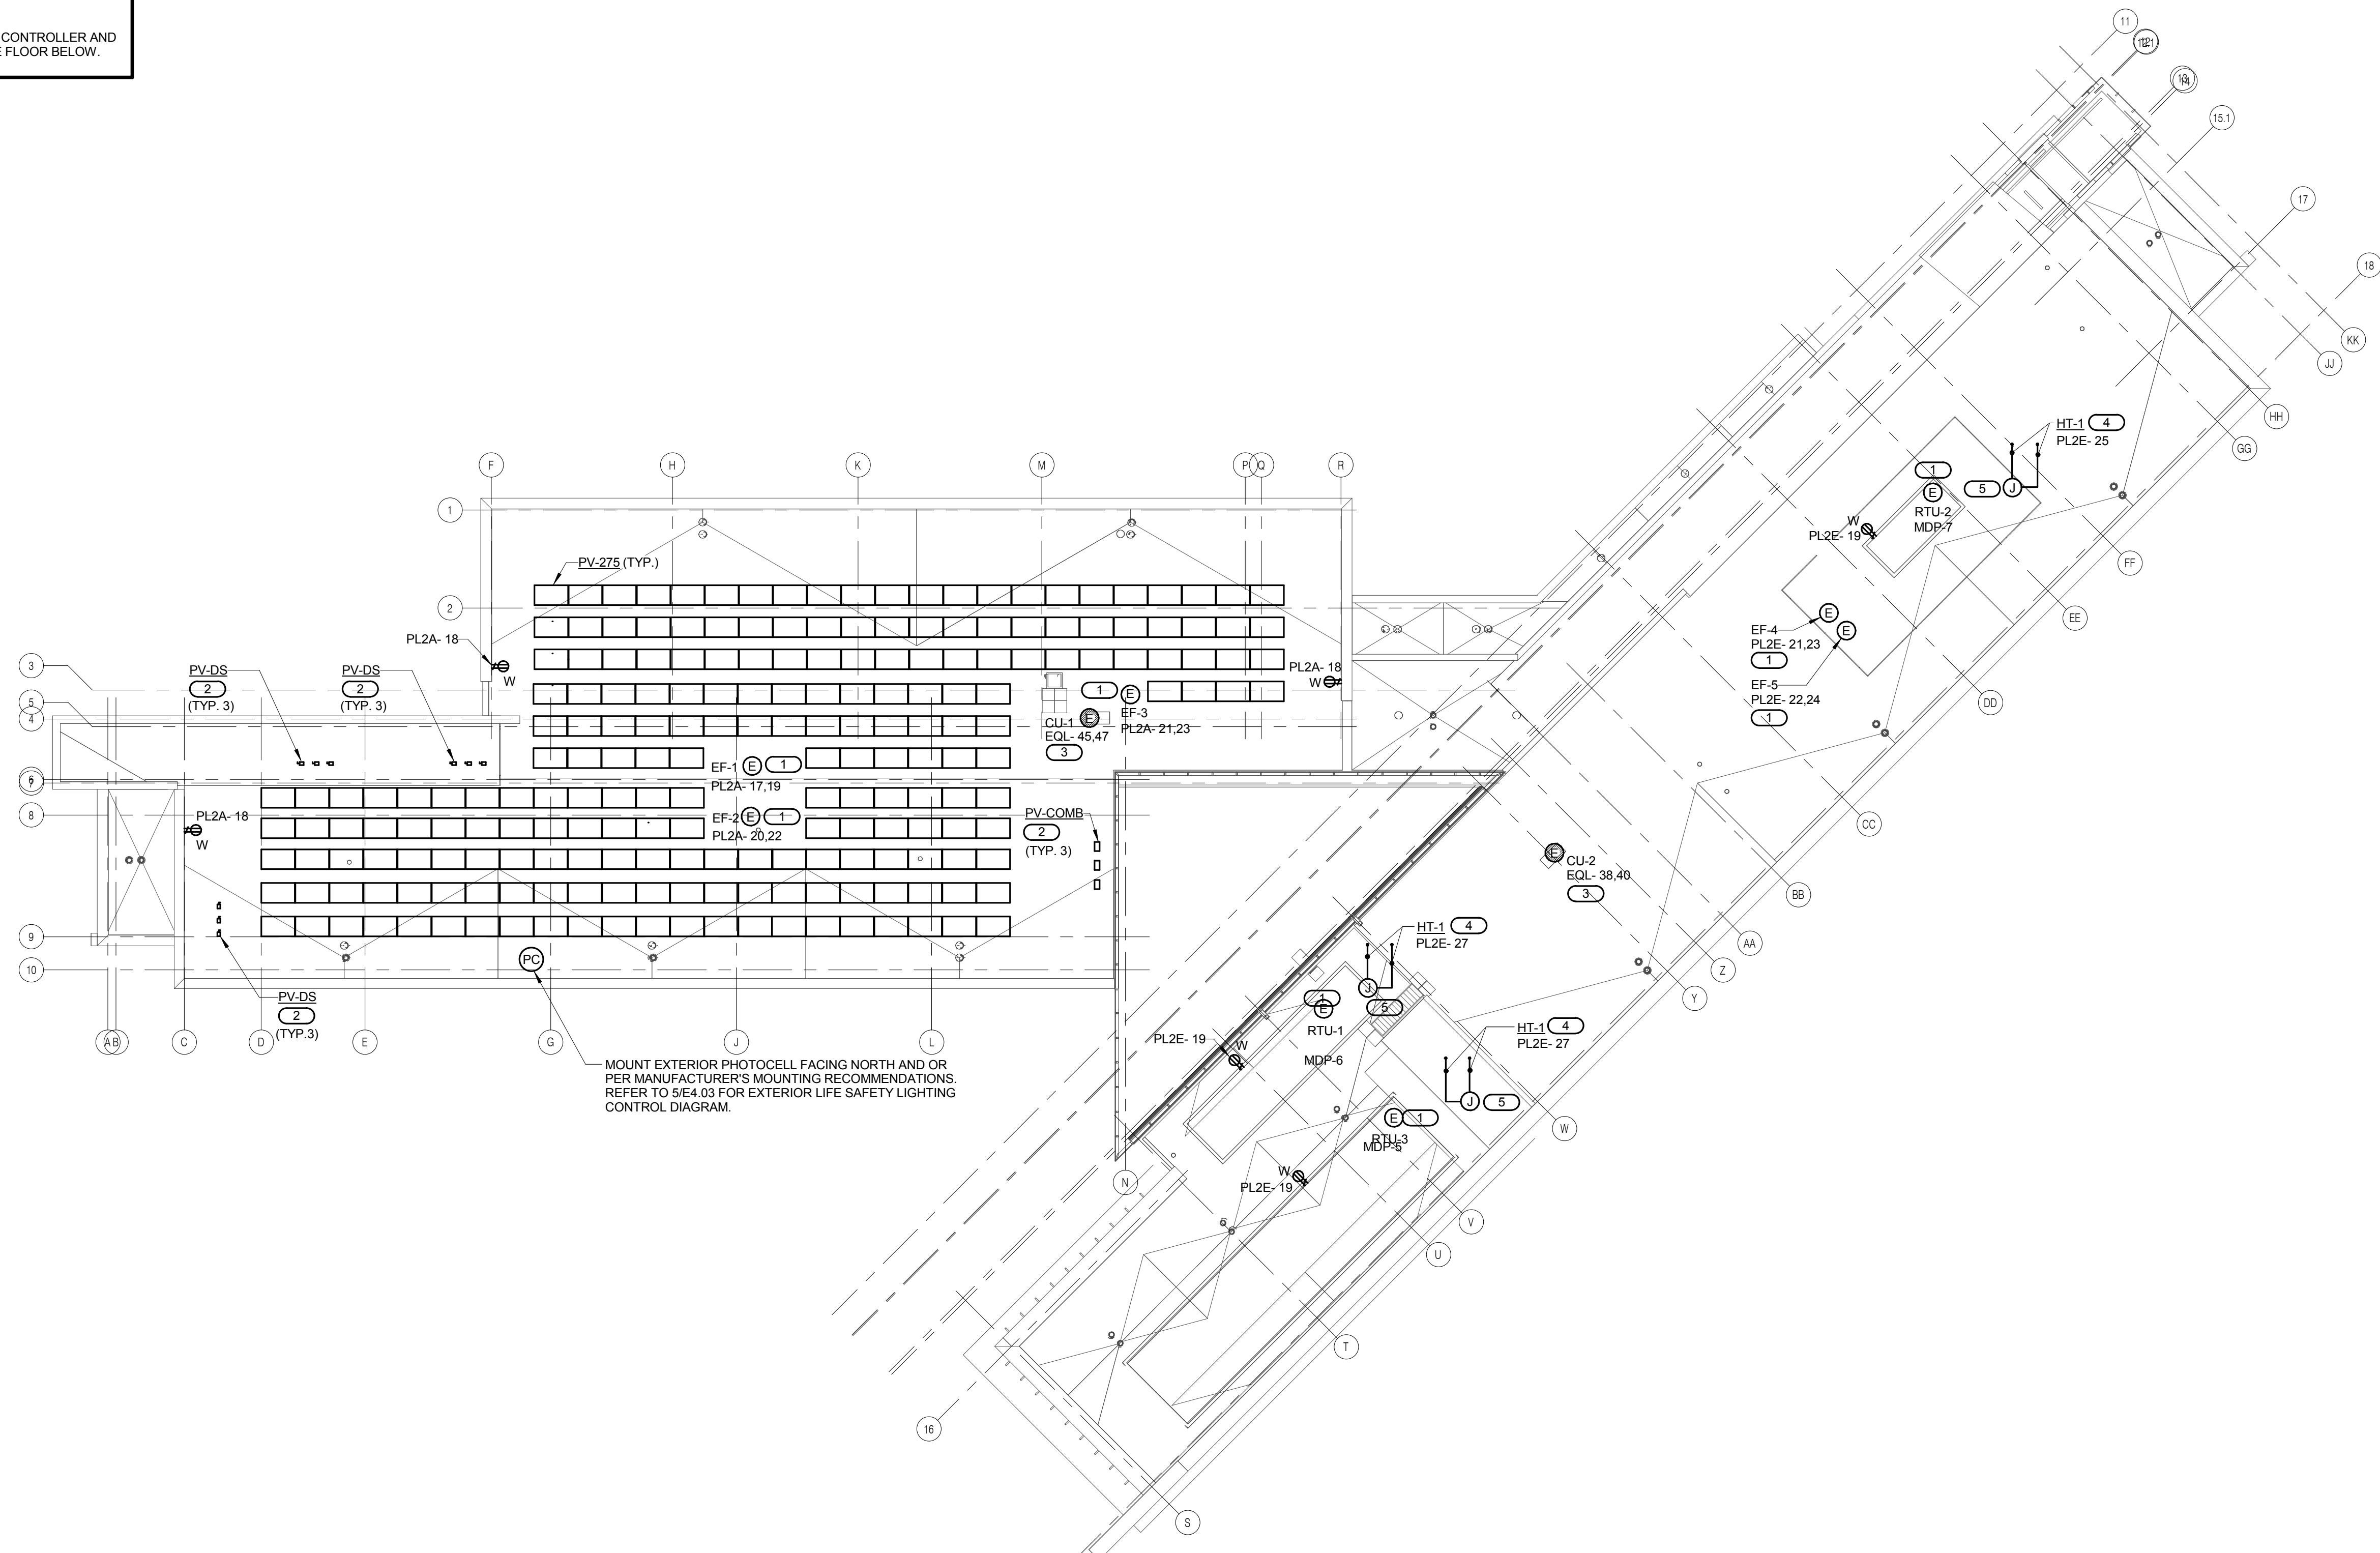 CONTROLLER AND
FLOOR BELOW.
11
12.1
13
14
15.1
17
18
KK
JJ
HH
GG
FF
EE
DD
CC
BB
AA
Z
Y
W
V
U
T
S
16
N
F
H
K
M
P
Q
R
1
2
3
5
4
6
7
8
9
10
A
B
C
D
E
G
J
L
PV-275 (TYP.)
PL2A- 18
W
PV-DS
2
(TYP. 3)
PV-DS
2
(TYP. 3)
PL2A- 18
W
1
E
EF-3
PL2A- 21,23
CU-1
E
EQL- 45,47
3
EF-1 E 1
PL2A- 17,19
EF-2 E 1
PL2A- 20,22
PL2A- 18
W
PV-COMB
2
(TYP. 3)
PV-DS
2
(TYP.3)
PC
MOUNT EXTERIOR PHOTOCELL FACING NORTH AND OR
PER MANUFACTURER'S MOUNTING RECOMMENDATIONS.
REFER TO 5/E4.03 FOR EXTERIOR LIFE SAFETY LIGHTING
CONTROL DIAGRAM.
HT-1 4
PL2E- 25
5 J
1
E
RTU-2
MDP-7
W
PL2E- 19
EF-4 E
PL2E- 21,23
1
EF-5 E
PL2E- 22,24
1
E
CU-2
EQL- 38,40
3
HT-1 4
PL2E- 27
J
5
1
E
RTU-1
MDP-6
PL2E- 19
W
HT-1 4
PL2E- 27
J 5
E 1
RTU-3
MDP-5
W
PL2E- 19